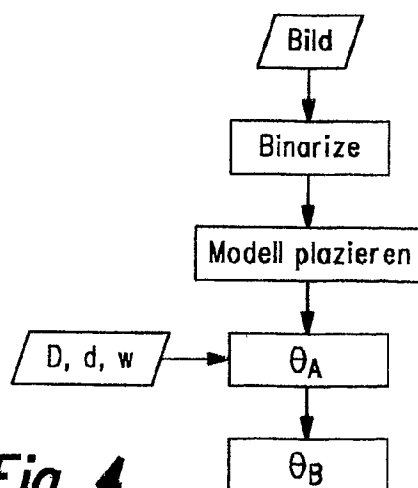 Bild
Binarize
Modell plazieren
D, d, w
θA
θB
Fig. 4